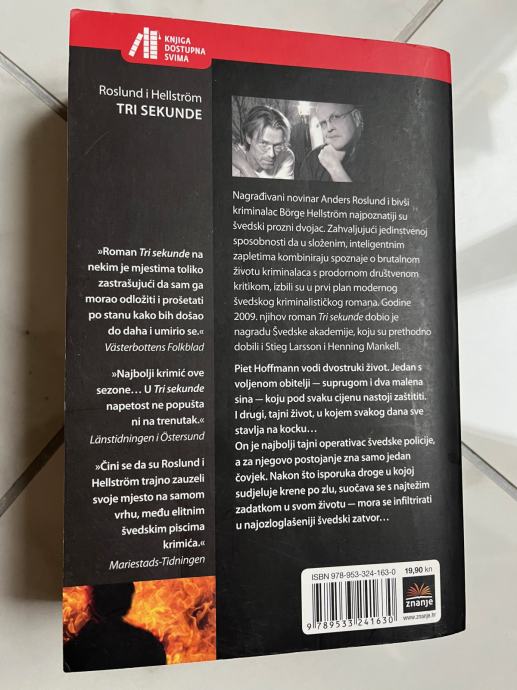 KNJIGA
DOSTUPNA
SVIMA
Roslund i Hellström
TRI SEKUNDE
»Roman Tri sekunde na
nekim je mjestima toliko
zastrašujući da sam ga
morao odložiti i prošetati
po stanu kako bih došao
do daha i umirio se.«
Västerbottens Folkblad
»Najbolji krimić ove
sezone... U Tri sekunde
napetost ne popušta
ni na trenutak.«
Länstidningen i Östersund
»Čini se da su Roslund i
Hellström trajno zauzeli
svoje mjesto na samom
vrhu, među elitnim
švedskim piscima
krimića.«
Mariestads-Tidningen
Nagrađivani novinar Anders Roslund i bivši
kriminalac Börge Hellström najpoznatiji su
švedski prozni dvojac. Zahvaljujući jedinstvenoj
sposobnosti da u složenim, inteligentnim
zapletima kombiniraju spoznaje o brutalnom
životu kriminalaca s prodornom društvenom
kritikom, izbili su u prvi plan modernog
švedskog kriminalističkog romana. Godine
2009. njihov roman Tri sekunde dobio je
nagradu Švedske akademije, koju su prethodno
dobili i Stieg Larsson i Henning Mankell.
Piet Hoffmann vodi dvostruki život. Jedan s
voljenom obitelji — suprugom i dva malena
sina — koju pod svaku cijenu nastoji zaštititi.
I drugi, tajni život, u kojem svakog dana sve
stavlja na kocku...
On je najbolji tajni operativac švedske policije,
a za njegovo postojanje zna samo jedan
čovjek. Nakon što isporuka droge u kojoj
sudjeluje krene po zlu, suočava se s najtežim
zadatkom u svom životu — mora se infiltrirati
u najozloglašeniji švedski zatvor...
ISBN 978-953-324-163-0
19,90 kn
9 789533 241630
znanje
www.znanje.hr